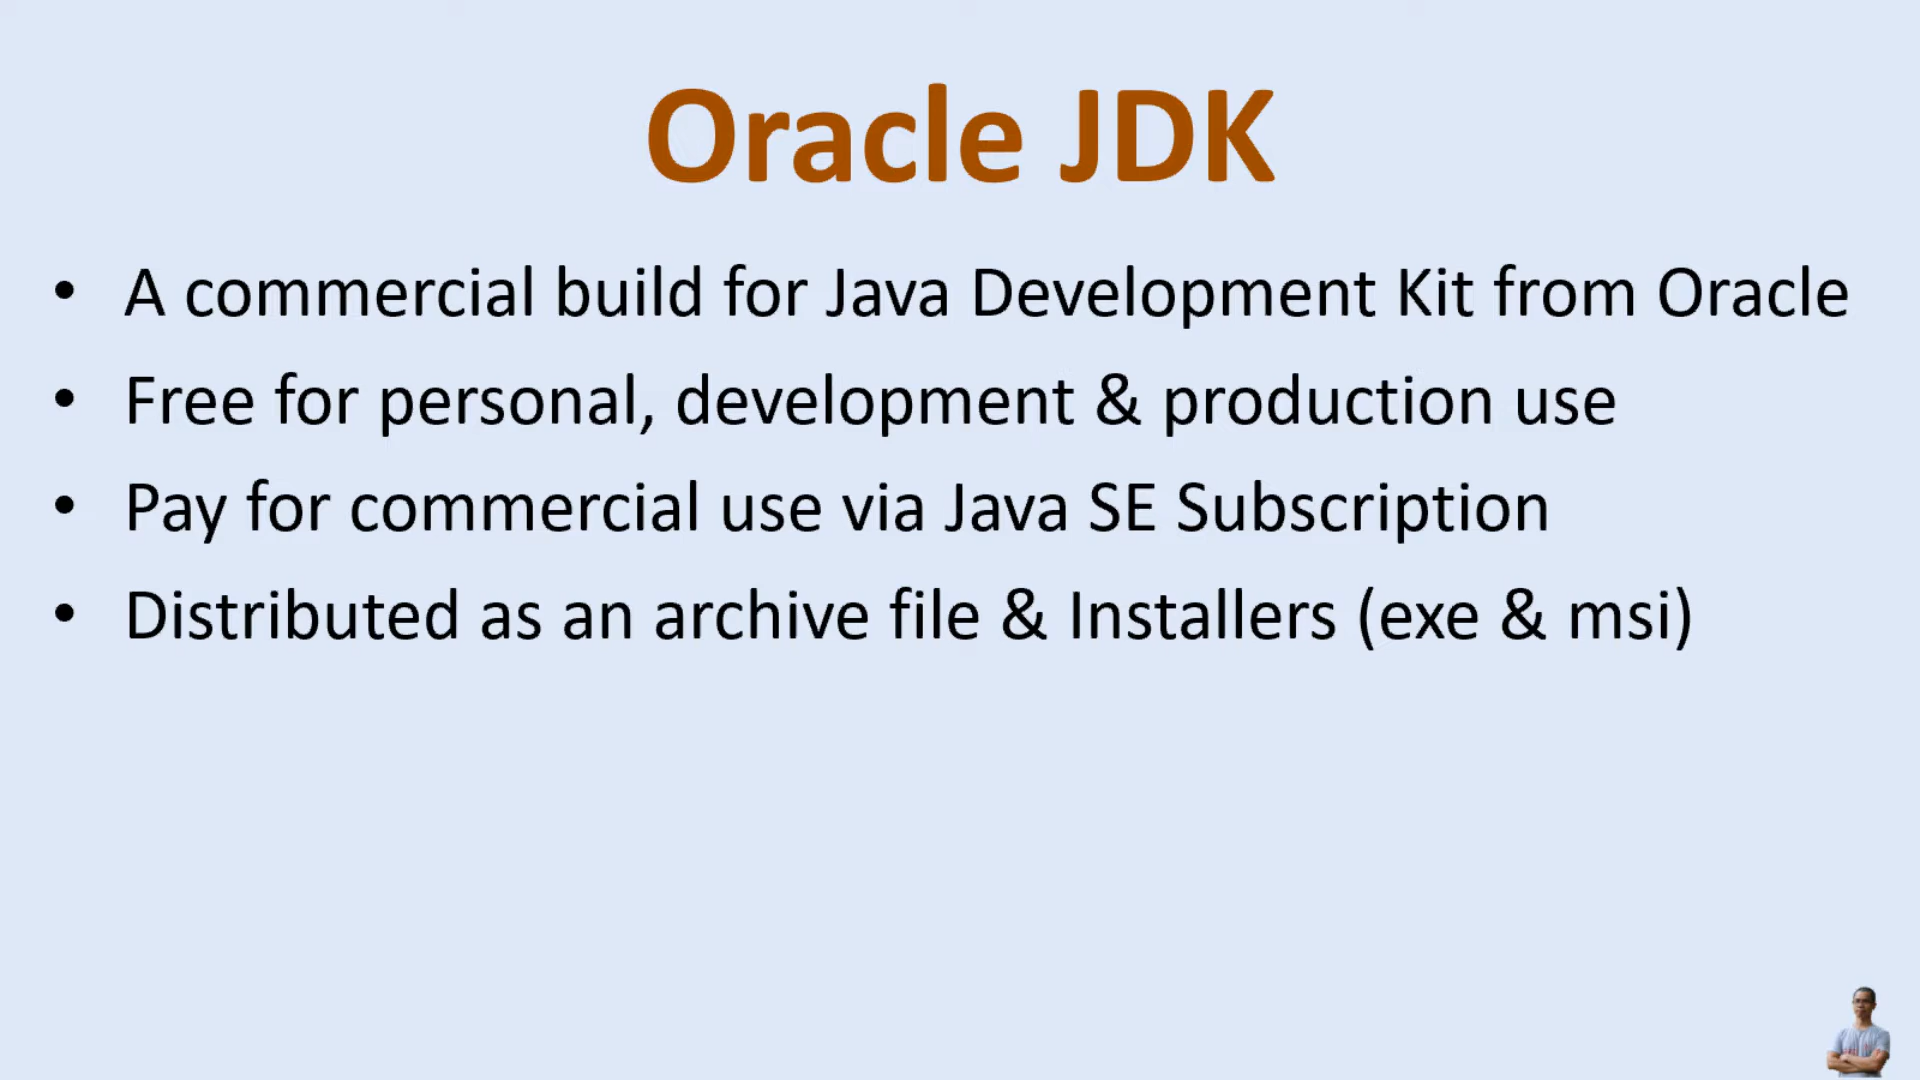 Oracle JDK
• A commercial build for Java Development Kit from Oracle
• Free for personal, development & production use
• Pay for commercial use via Java SE Subscription
• Distributed as an archive file & Installers (exe & msi)